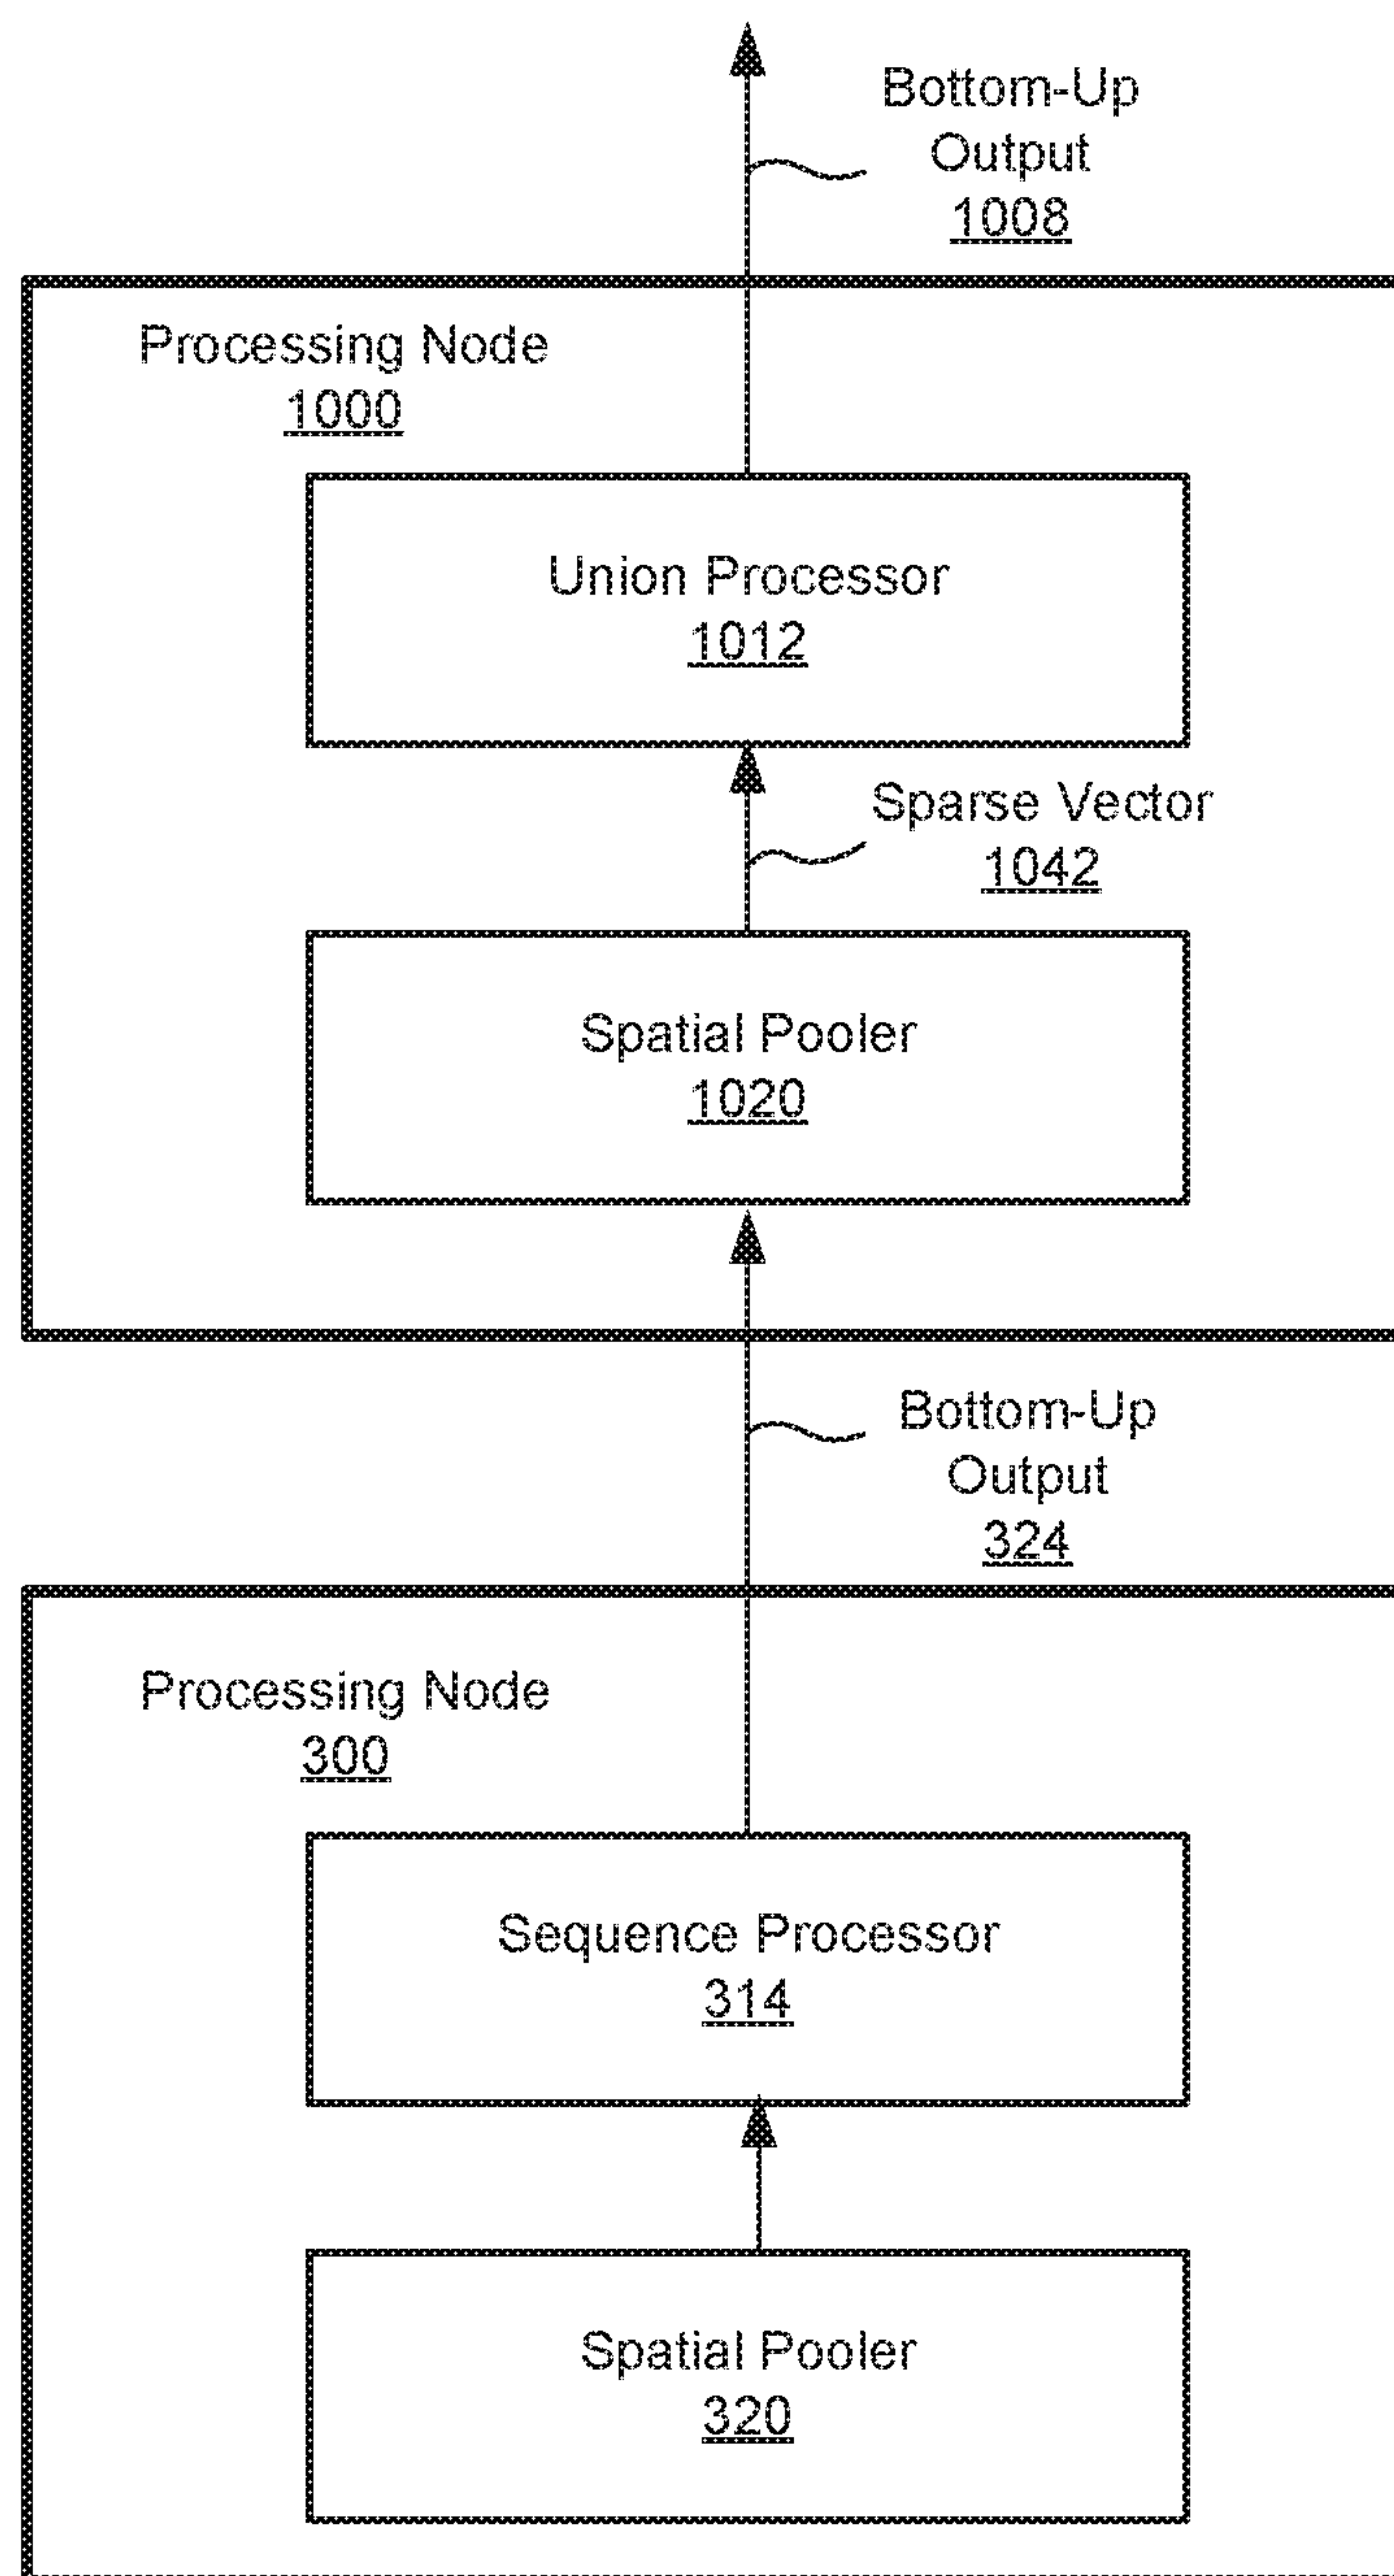 Bottom-Up
Output
1008
Processing Node
1000
Union Processor
1012
Sparse Vector
1042
Spatial Pooler
1020
Bottom-Up
Output
324
Processing Node
300
Sequence Processor
314
Spatial Pooler
320